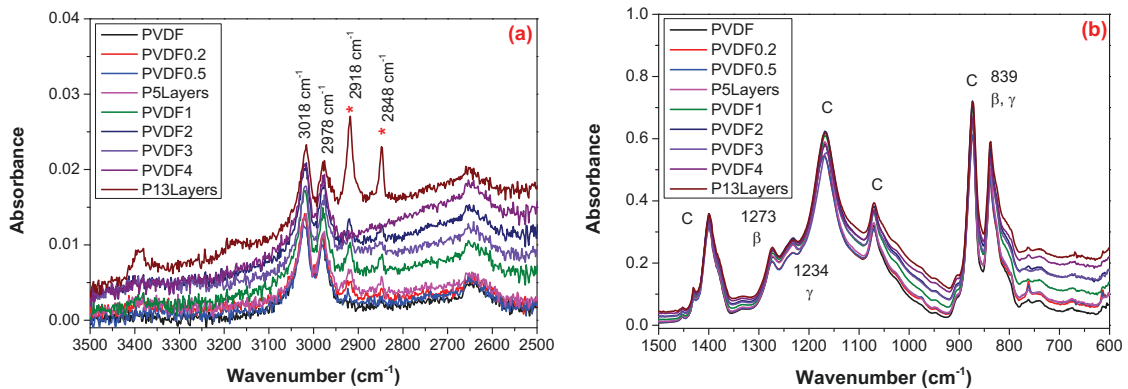 (a)
PVDF
PVDF0.2
PVDF0.5
P5Layers
PVDF1
PVDF2
PVDF3
PVDF4
P13Layers
3018 cm-1
2978 cm-1
* 2918 cm-1
* 2848 cm-1
Absorbance
0.04
0.03
0.02
0.01
0.00
3500 3400 3300 3200 3100 3000 2900 2800 2700 2600 2500
Wavenumber (cm-1)
(b)
PVDF
PVDF0.2
PVDF0.5
P5Layers
PVDF1
PVDF2
PVDF3
PVDF4
P13Layers
C
1273
β
1234
γ
C
C
C
839
β, γ
Absorbance
1.0
0.8
0.6
0.4
0.2
0.0
1500 1400 1300 1200 1100 1000 900 800 700 600
Wavenumber (cm-1)